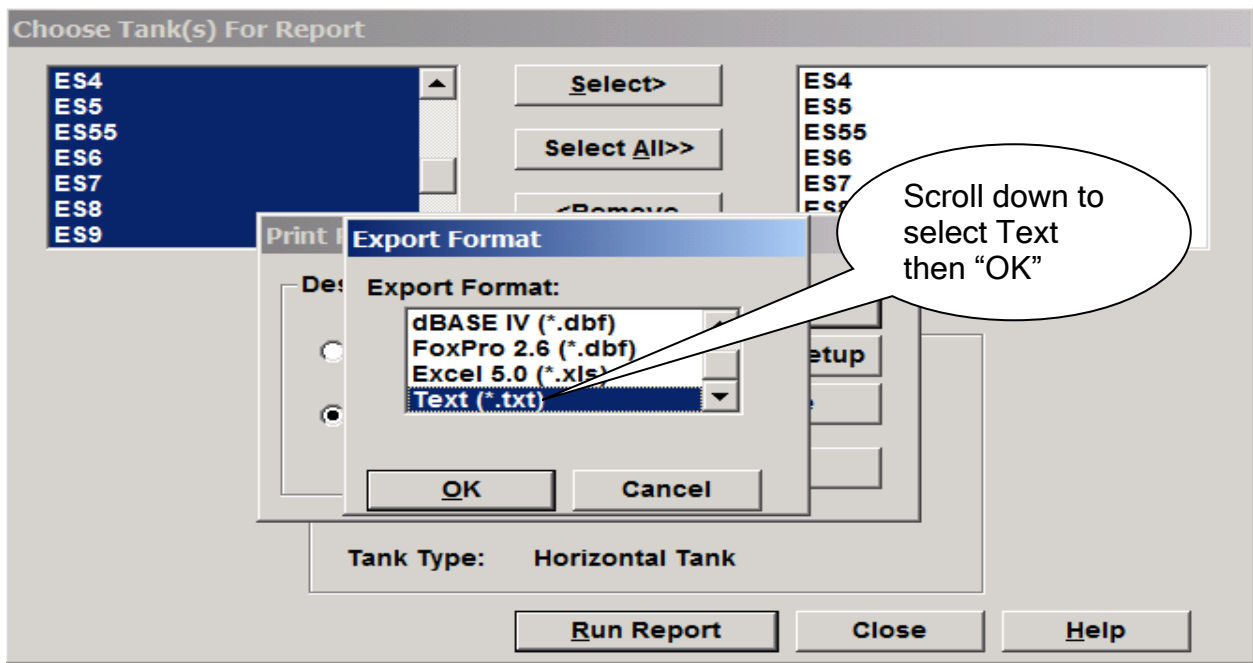 Choose Tank(s) For Report
ES4
ES5
ES55
ES6
ES7
ES8
ES9
Select>
Select All>>
<Remove
ES4
ES5
ES55
ES6
ES7
Scroll down to
select Text
then “OK”
Print
Export Format
Export Format:
dBASE IV (*.dbf)
FoxPro 2.6 (*.dbf)
Excel 5.0 (*.xls)
Text (*.txt)
OK
Cancel
Tank Type: Horizontal Tank
Run Report
Close
Help